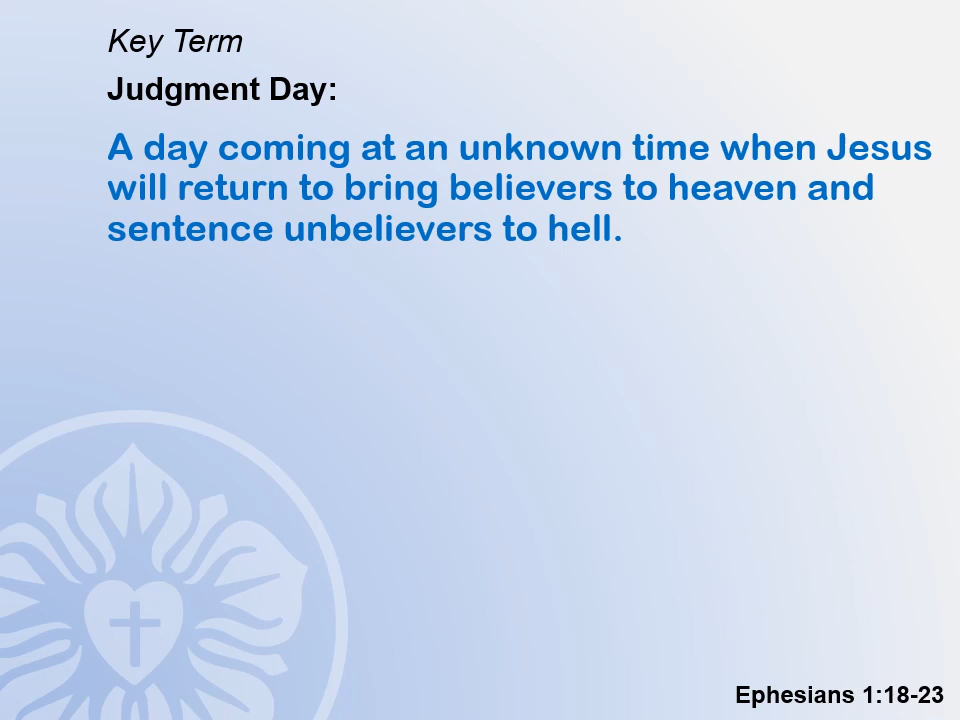 Key Term
Judgment Day:
A day coming at an unknown time when Jesus
will return to bring believers to heaven and
sentence unbelievers to hell.
Ephesians 1:18-23